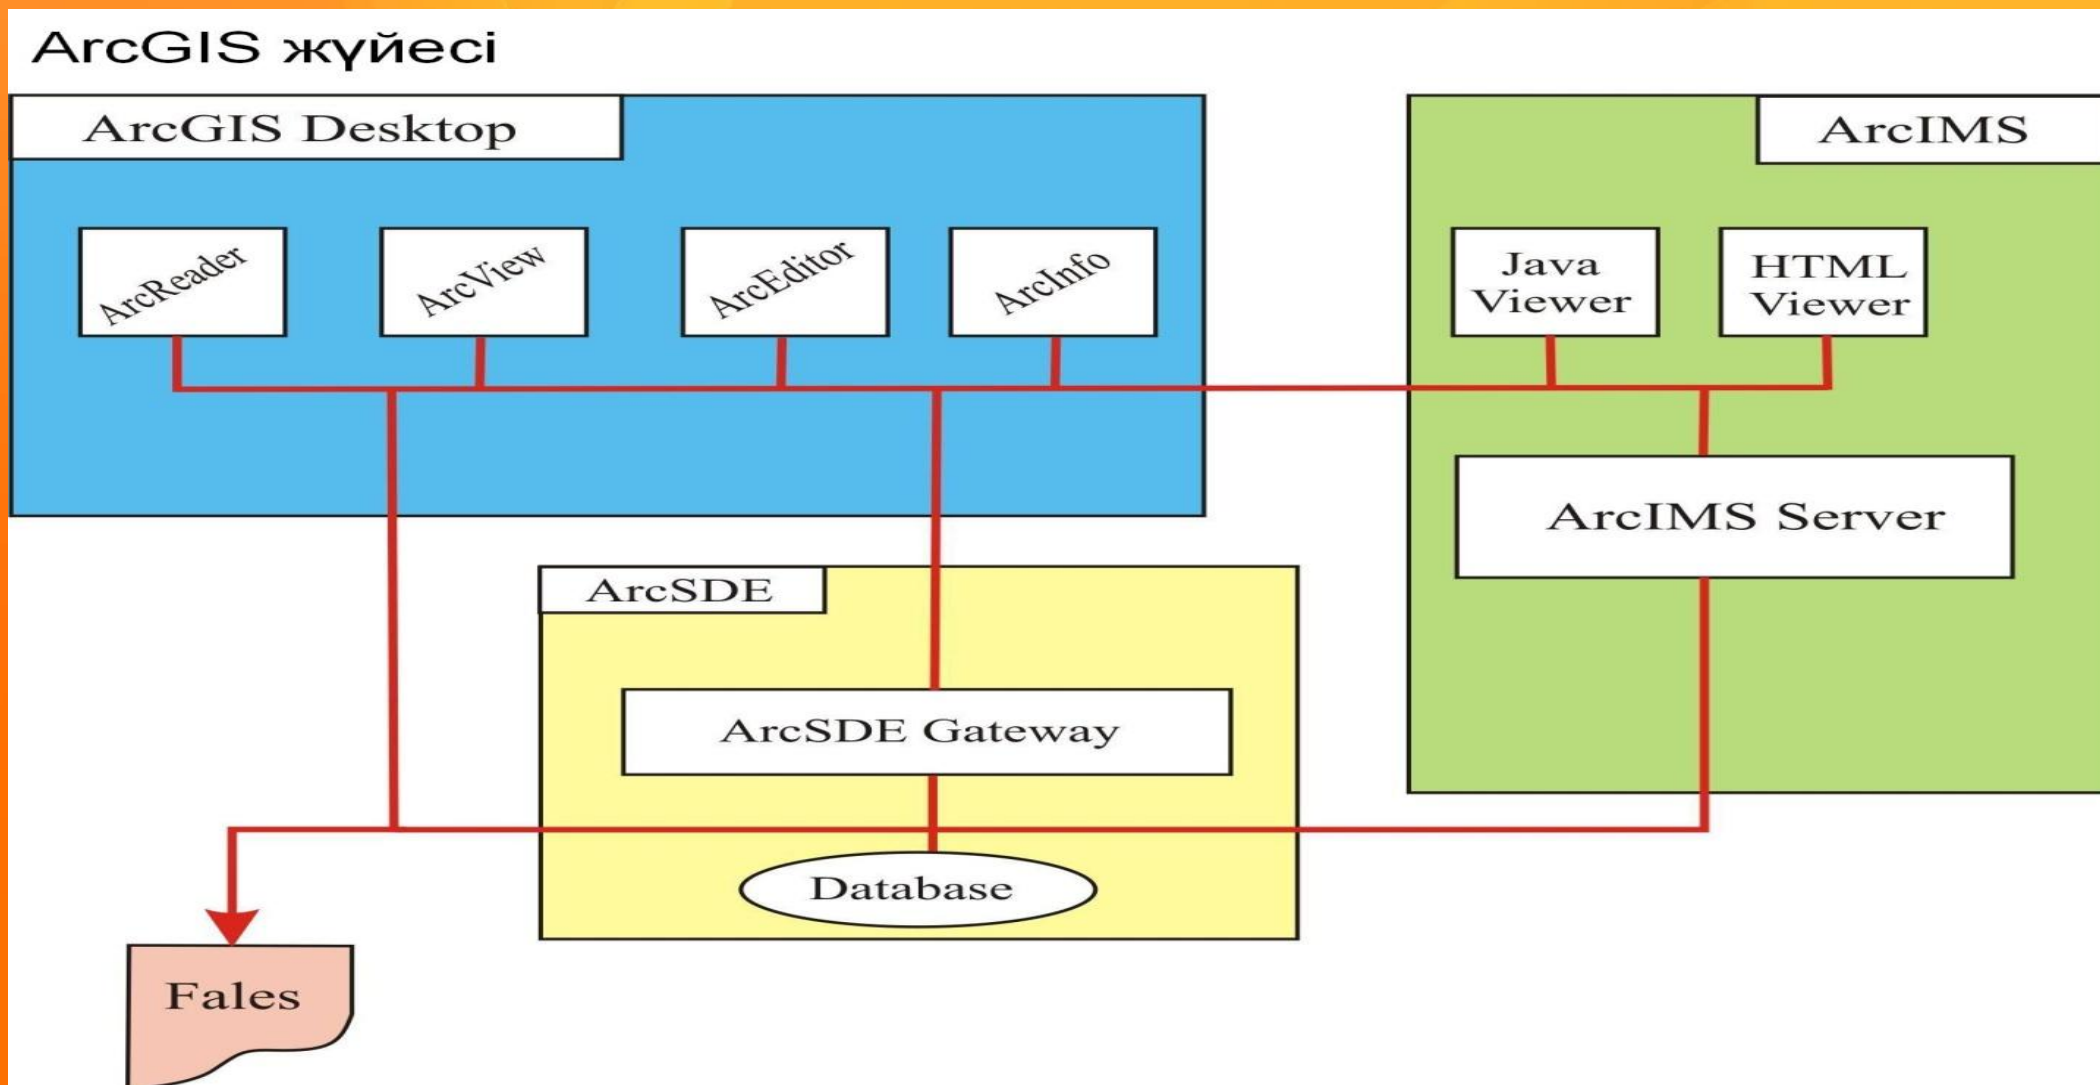 ArcGIS жүйесі
ArcGIS Desktop
ArcIMS
ArcReader
ArcView
ArcEditor
ArcInfo
Java
Viewer
HTML
Viewer
ArcIMS Server
ArcSDE
ArcSDE Gateway
Database
Fales